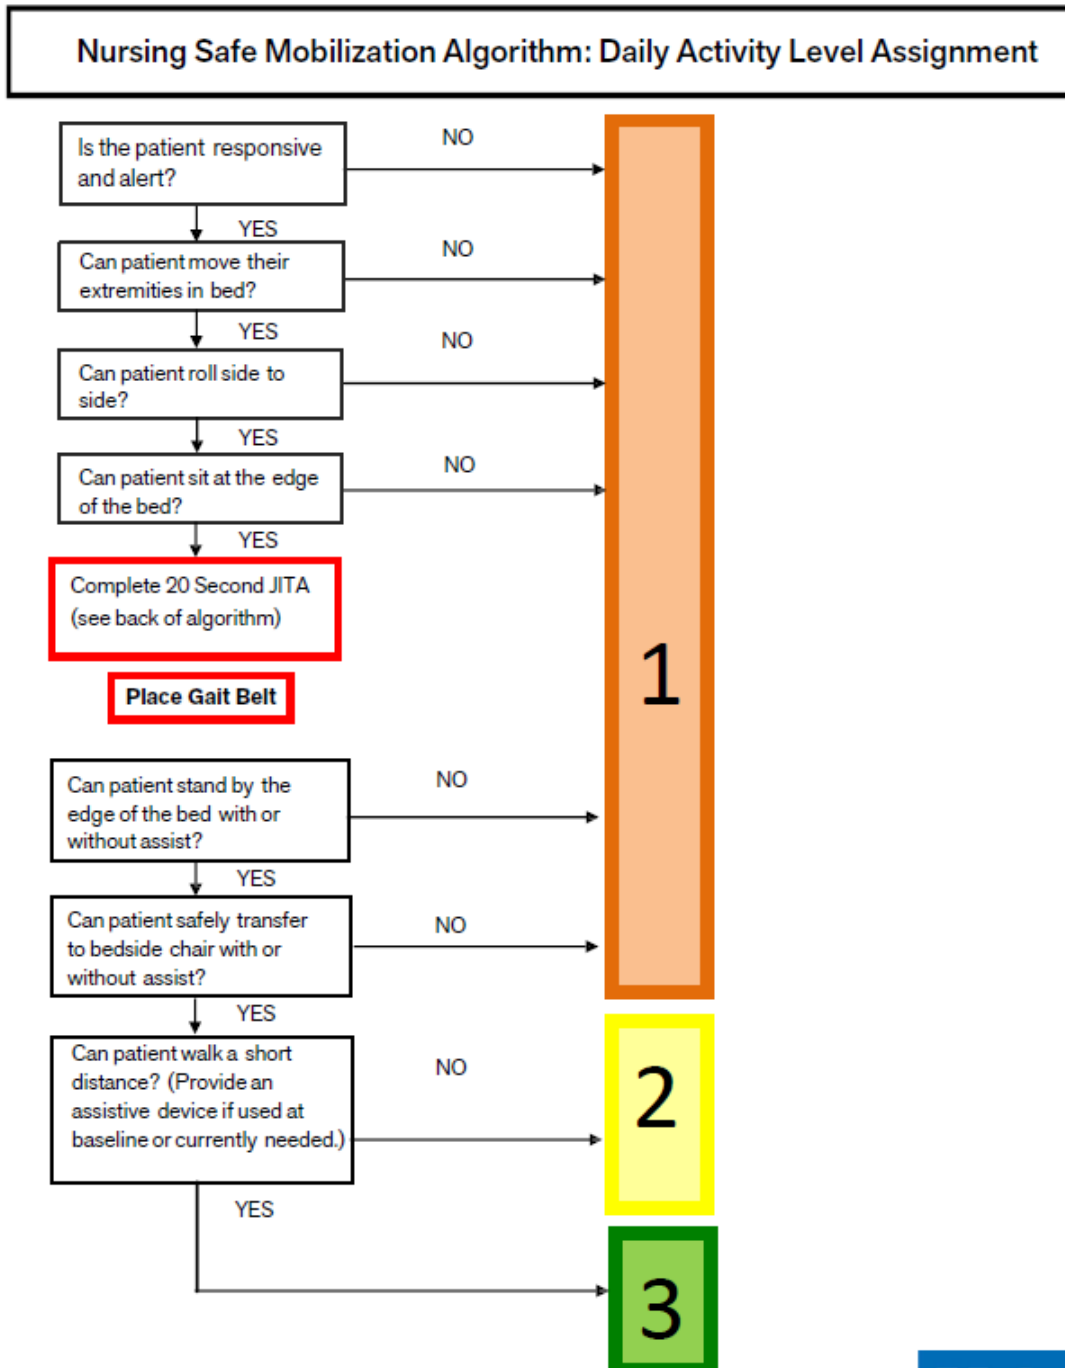 Nursing Safe Mobilization Algorithm: Daily Activity Level Assignment
Is the patient responsive
and alert?
NO
YES
Can patient move their
extremities in bed?
NO
YES
Can patient roll side to
side?
NO
YES
Can patient sit at the edge
of the bed?
NO
YES
Complete 20 Second JITA
(see back of algorithm)
Place Gait Belt
1
Can patient stand by the
edge of the bed with or
without assist?
NO
YES
Can patient safely transfer
to bedside chair with or
without assist?
NO
YES
Can patient walk a short
distance? (Provide an
assistive device if used at
baseline or currently needed.)
NO
2
YES
3